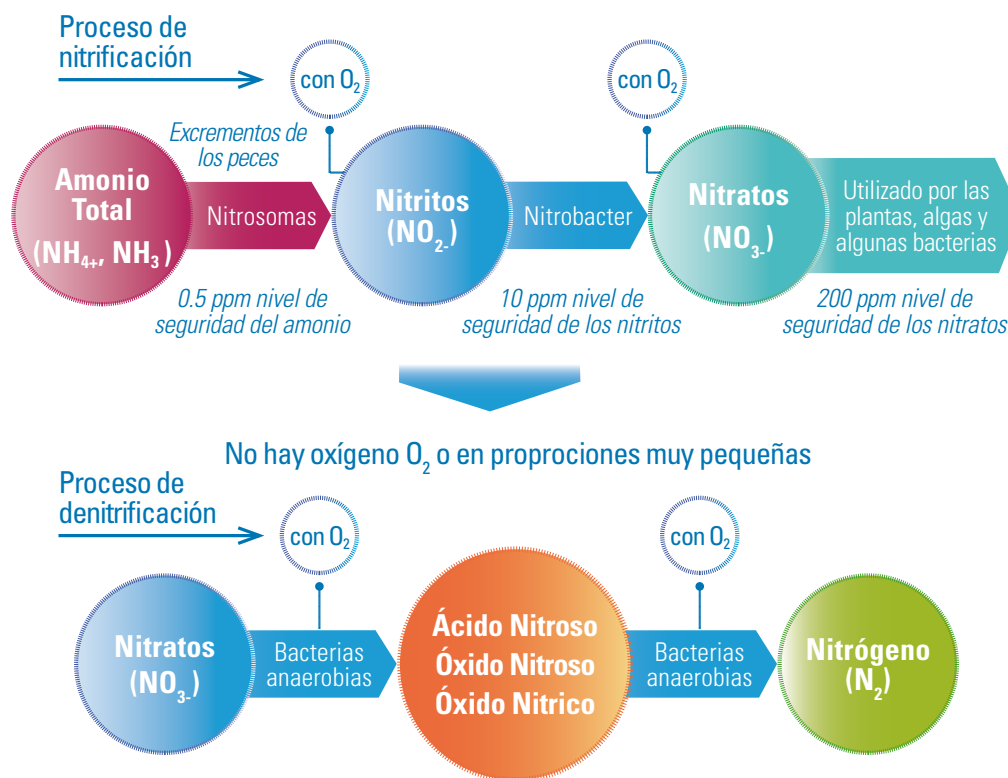 Proceso de
nitrificación
con O₂
con O₂
Excrementos de
los peces
Amonio
Total
(NH₄₊, NH₃)
Nitrosomas
Nitritos
(NO₂₋)
Nitrobacter
Nitratos
(NO₃₋)
Utilizado por las
plantas, algas y
algunas bacterias
0.5 ppm nivel de
seguridad del amonio
10 ppm nivel de
seguridad de los nitritos
200 ppm nivel de
seguridad de los nitratos
No hay oxígeno O₂ o en proprociones muy pequeñas
Proceso de
denitrificación
con O₂
con O₂
Nitratos
(NO₃₋)
Bacterias
anaerobias
Ácido Nitroso
Óxido Nitroso
Óxido Nitrico
Bacterias
anaerobias
Nitrógeno
(N₂)